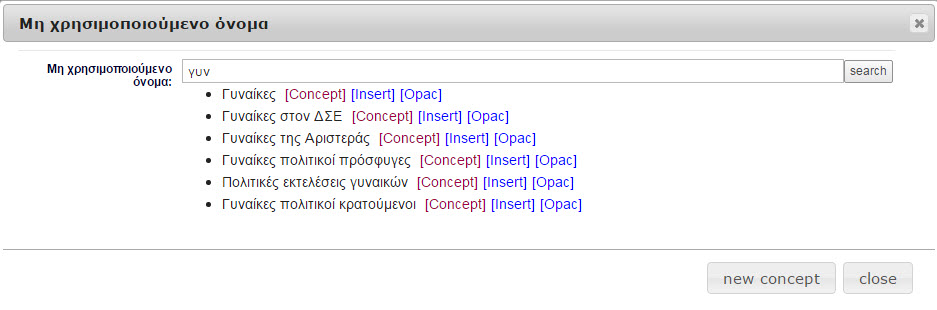 Μη χρησιμοποιούμενο όνομα
Μη χρησιμοποιούμενο
όνομα:
γυν
search
Γυναίκες [Concept] [Insert] [Opac]
Γυναίκες στον ΔΣΕ [Concept] [Insert] [Opac]
Γυναίκες της Αριστεράς [Concept] [Insert] [Opac]
Γυναίκες πολιτικοί πρόσφυγες [Concept] [Insert] [Opac]
Πολιτικές εκτελέσεις γυναικών [Concept] [Insert] [Opac]
Γυναίκες πολιτικοί κρατούμενοι [Concept] [Insert] [Opac]
new concept close